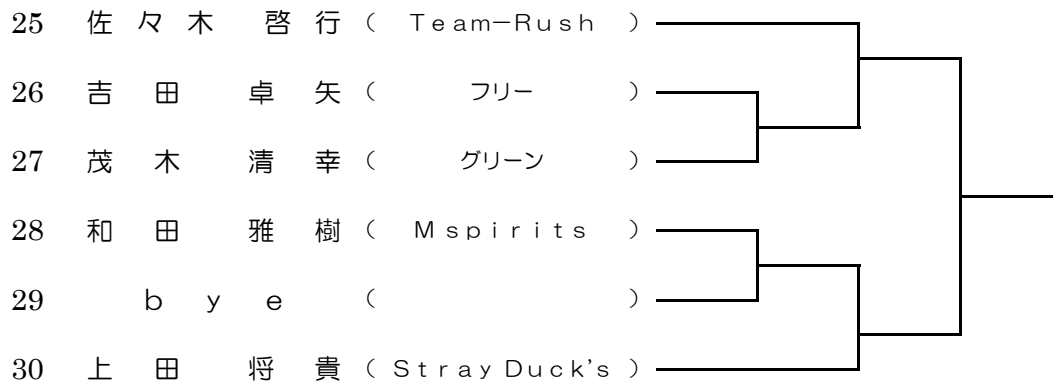 25 佐々木 啓行 ( Team-Rush )
26 吉田 卓矢 ( フリー )
27 茂木 清幸 ( グリーン )
28 和田 雅樹 ( Mspirits )
29 bye ( )
30 上田 将貴 ( Stray Duck's )